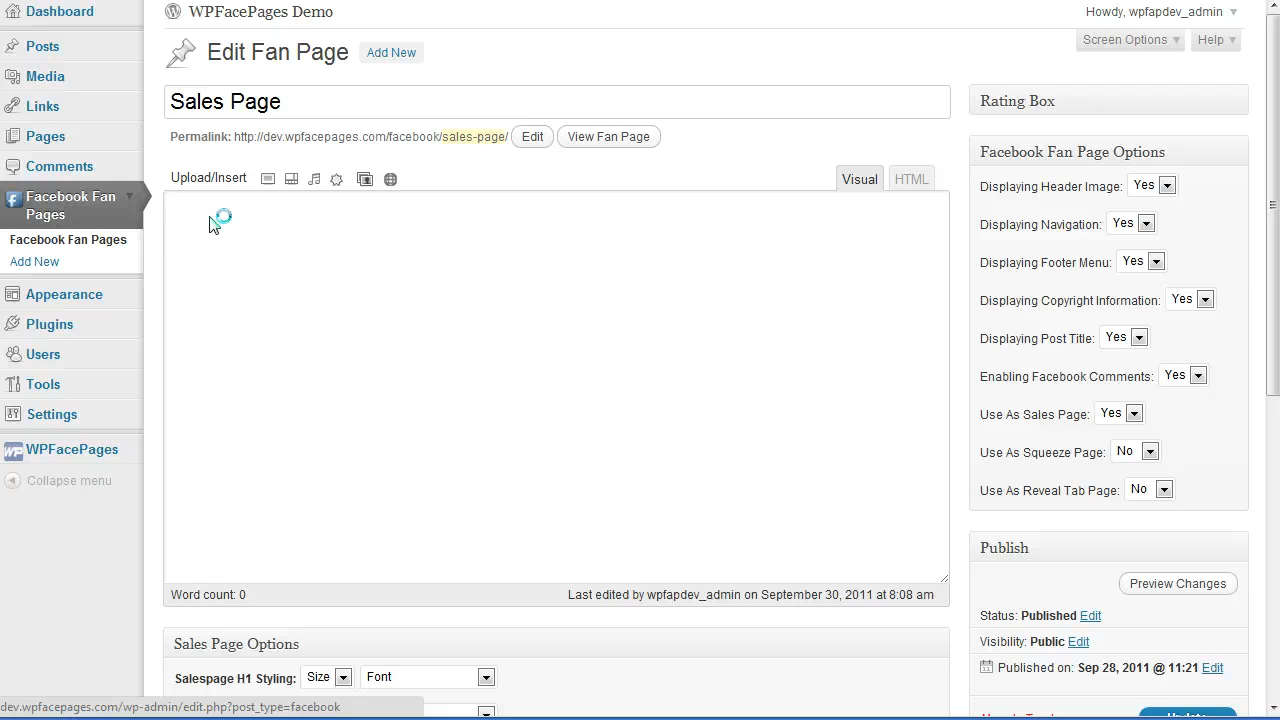 Dashboard
Posts
Media
Links
Pages
Comments
Facebook Fan
Pages
Facebook Fan Pages
Add New
Appearance
Plugins
Users
Tools
Settings
WPFacePages
Collapse menu
WPFacePages Demo
Howdy, wpfapdev_admin
Edit Fan Page Add New
Screen Options Help
Sales Page
Permalink: http://dev.wpfacepages.com/facebook/sales-page/ Edit View Fan Page
Upload/Insert
Visual HTML
Word count: 0 Last edited by wpfapdev_admin on September 30, 2011 at 8:08 am
Sales Page Options
Salespage H1 Styling: Size Font
Rating Box
Facebook Fan Page Options
Displaying Header Image: Yes
Displaying Navigation: Yes
Displaying Footer Menu: Yes
Displaying Copyright Information: Yes
Displaying Post Title: Yes
Enabling Facebook Comments: Yes
Use As Sales Page: Yes
Use As Squeeze Page: No
Use As Reveal Tab Page: No
Publish
Preview Changes
Status: Published Edit
Visibility: Public Edit
Published on: Sep 28, 2011 @ 11:21 Edit
dev.wpfacepages.com/wp-admin/edit.php?post_type=facebook